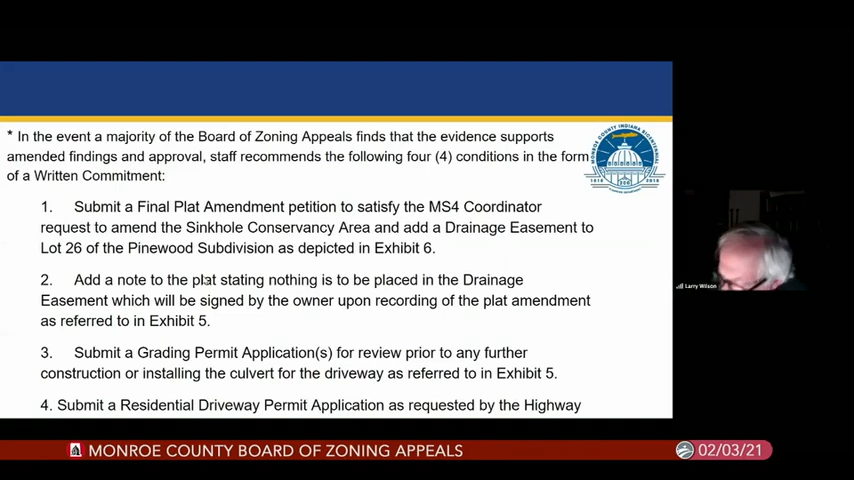 * In the event a majority of the Board of Zoning Appeals finds that the evidence supports
amended findings and approval, staff recommends the following four (4) conditions in the form
of a Written Commitment:
1. Submit a Final Plat Amendment petition to satisfy the MS4 Coordinator
request to amend the Sinkhole Conservancy Area and add a Drainage Easement to
Lot 26 of the Pinewood Subdivision as depicted in Exhibit 6.
2. Add a note to the plat stating nothing is to be placed in the Drainage
Easement which will be signed by the owner upon recording of the plat amendment
as referred to in Exhibit 5.
3. Submit a Grading Permit Application(s) for review prior to any further
construction or installing the culvert for the driveway as referred to in Exhibit 5.
4. Submit a Residential Driveway Permit Application as requested by the Highway
MONROE COUNTY INDIANA BICENTENNIAL
1818
200
2018
Larry Wilson
MONROE COUNTY BOARD OF ZONING APPEALS
02/03/21